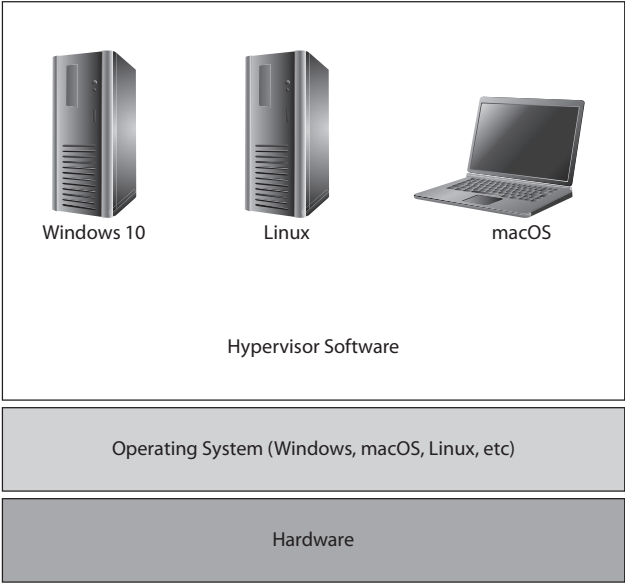 Windows 10
Linux
macOS
Hypervisor Software
Operating System (Windows, macOS, Linux, etc)
Hardware